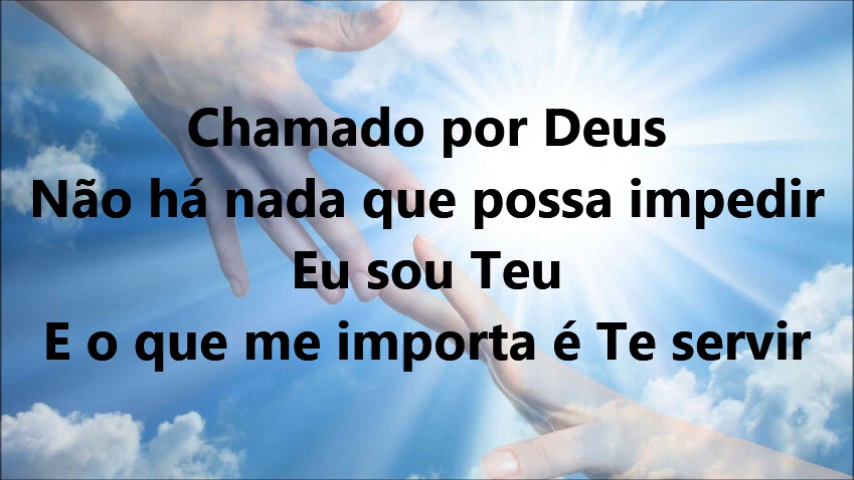 Chamado por Deus
Não há nada que possa impedir
Eu sou Teu
E o que me importa é Te servir